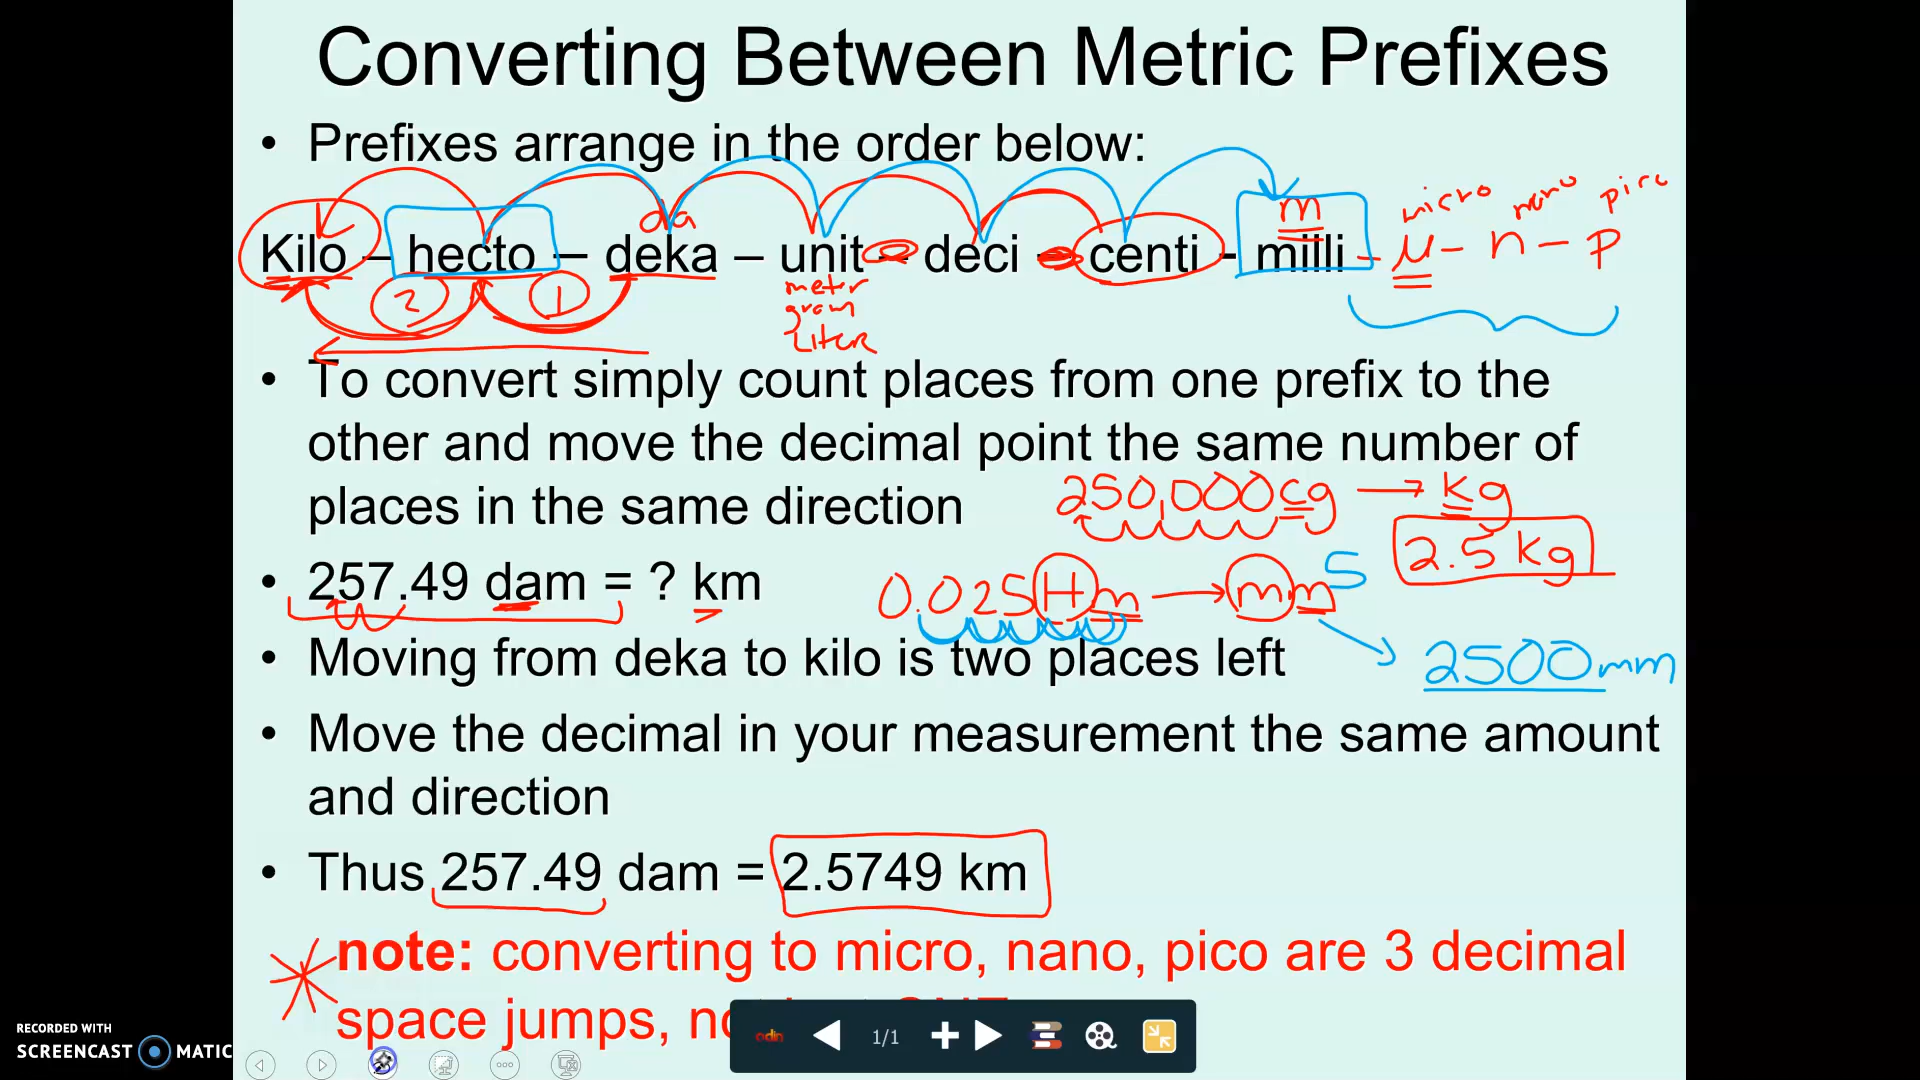 Converting Between Metric Prefixes
• Prefixes arrange in the order below:
micro nano pico
da m
Kilo – hecto – deka – unit – deci – centi - milli - μ - n - p
2 1
meter
gram
LiTER
• To convert simply count places from one prefix to the
other and move the decimal point the same number of
places in the same direction
250,000cg → kg
2.5 kg
• 257.49 dam = ? km
0.025Hm → mm 5
2500mm
• Moving from deka to kilo is two places left
• Move the decimal in your measurement the same amount
and direction
• Thus 257.49 dam = 2.5749 km
note: converting to micro, nano, pico are 3 decimal
space jumps,
odin 1/1
RECORDED WITH
SCREENCAST MATIC